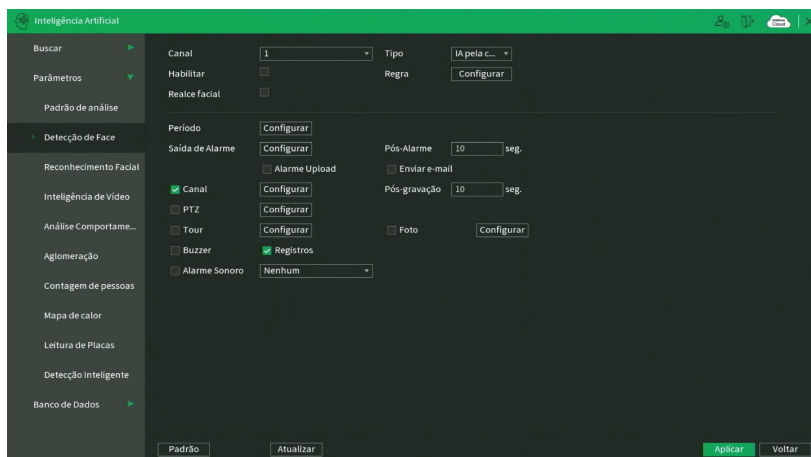 Inteligência Artificial
intelbras Cloud
Buscar
Parâmetros
Padrão de análise
Detecção de Face
Reconhecimento Facial
Inteligência de Vídeo
Análise Comportame...
Aglomeração
Contagem de pessoas
Mapa de calor
Leitura de Placas
Detecção Inteligente
Banco de Dados
Canal 1 Tipo IA pela c...
Habilitar Regra Configurar
Realce facial
Período Configurar
Saída de Alarme Configurar Pós-Alarme 10 seg.
Alarme Upload Enviar e-mail
Canal Configurar Pós-gravação 10 seg.
PTZ Configurar
Tour Configurar Foto Configurar
Buzzer Registros
Alarme Sonoro Nenhum
Padrão Atualizar Aplicar Voltar